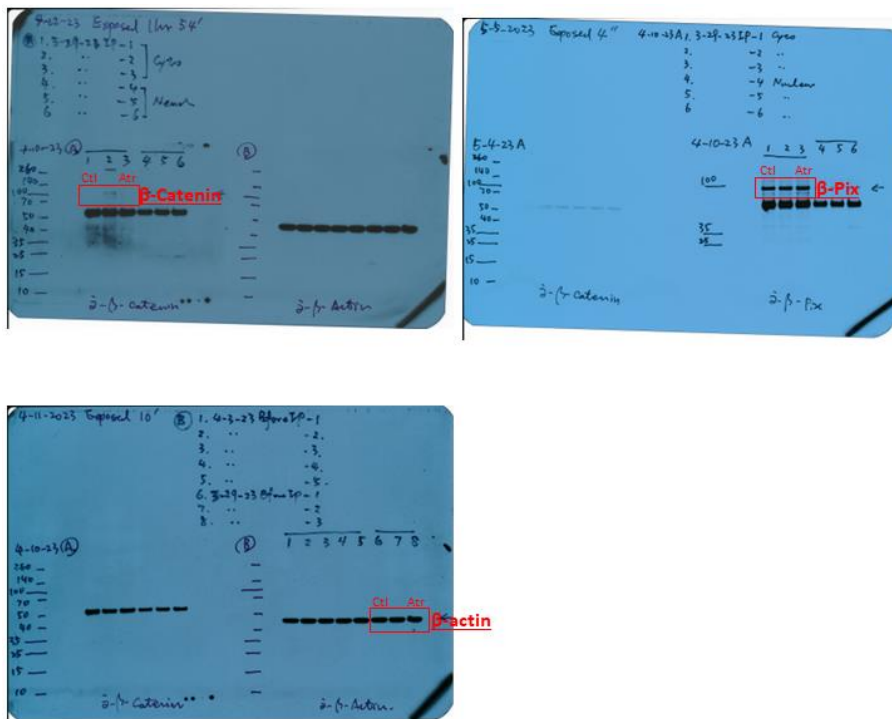 4-22-23 Exposed 1hr 54'
Ⓑ 1. 3-29-23 IP -1
2. '' -2 Cyto
3. '' -3
4. '' -4
5. '' -5
6 '' -6
4-10-23 Ⓐ
1 2 3 4 5 6
Ⓑ
260
140
100
70
50
40
35
25
15
10
Ctl Atr
β-Catenin
α-β-Catenin
α-β-Actin
5-5-2023 Exposed 4''
4-10-23A 1. 3-29-23 IP -1 Cyto
2. '' -2 ''
3. '' -3 ''
4. '' -4 Nuclear
5. '' -5 ''
6 '' -6 ''
5-4-23 A
260
140
100
70
50
40
35
25
15
10
4-10-23 A
1 2 3 4 5 6
100
35
25
Ctl Atr
β-Pix
α-β-Catenin
α-β-Pix
4-11-2023 Exposed 10'
Ⓑ 1. 4-3-23 Before IP -1
2. '' -2.
3. '' -3.
4. '' -4.
5. '' -5.
6. 3-29-23 Before IP -1
7. '' -2
8. '' -3
4-10-23 Ⓐ
Ⓑ
1 2 3 4 5 6 7 8
260
140
100
70
50
40
35
25
15
10
Ctl Atr
β-actin
α-β-Catenin
α-β-Actin.